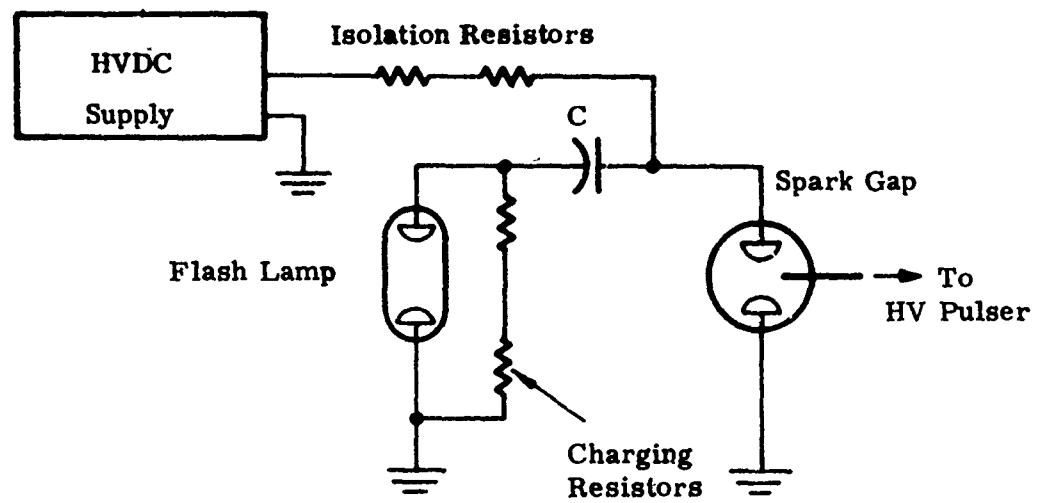 HVDC
Supply
Isolation Resistors
C
Spark Gap
Flash Lamp
To
HV Pulser
Charging
Resistors